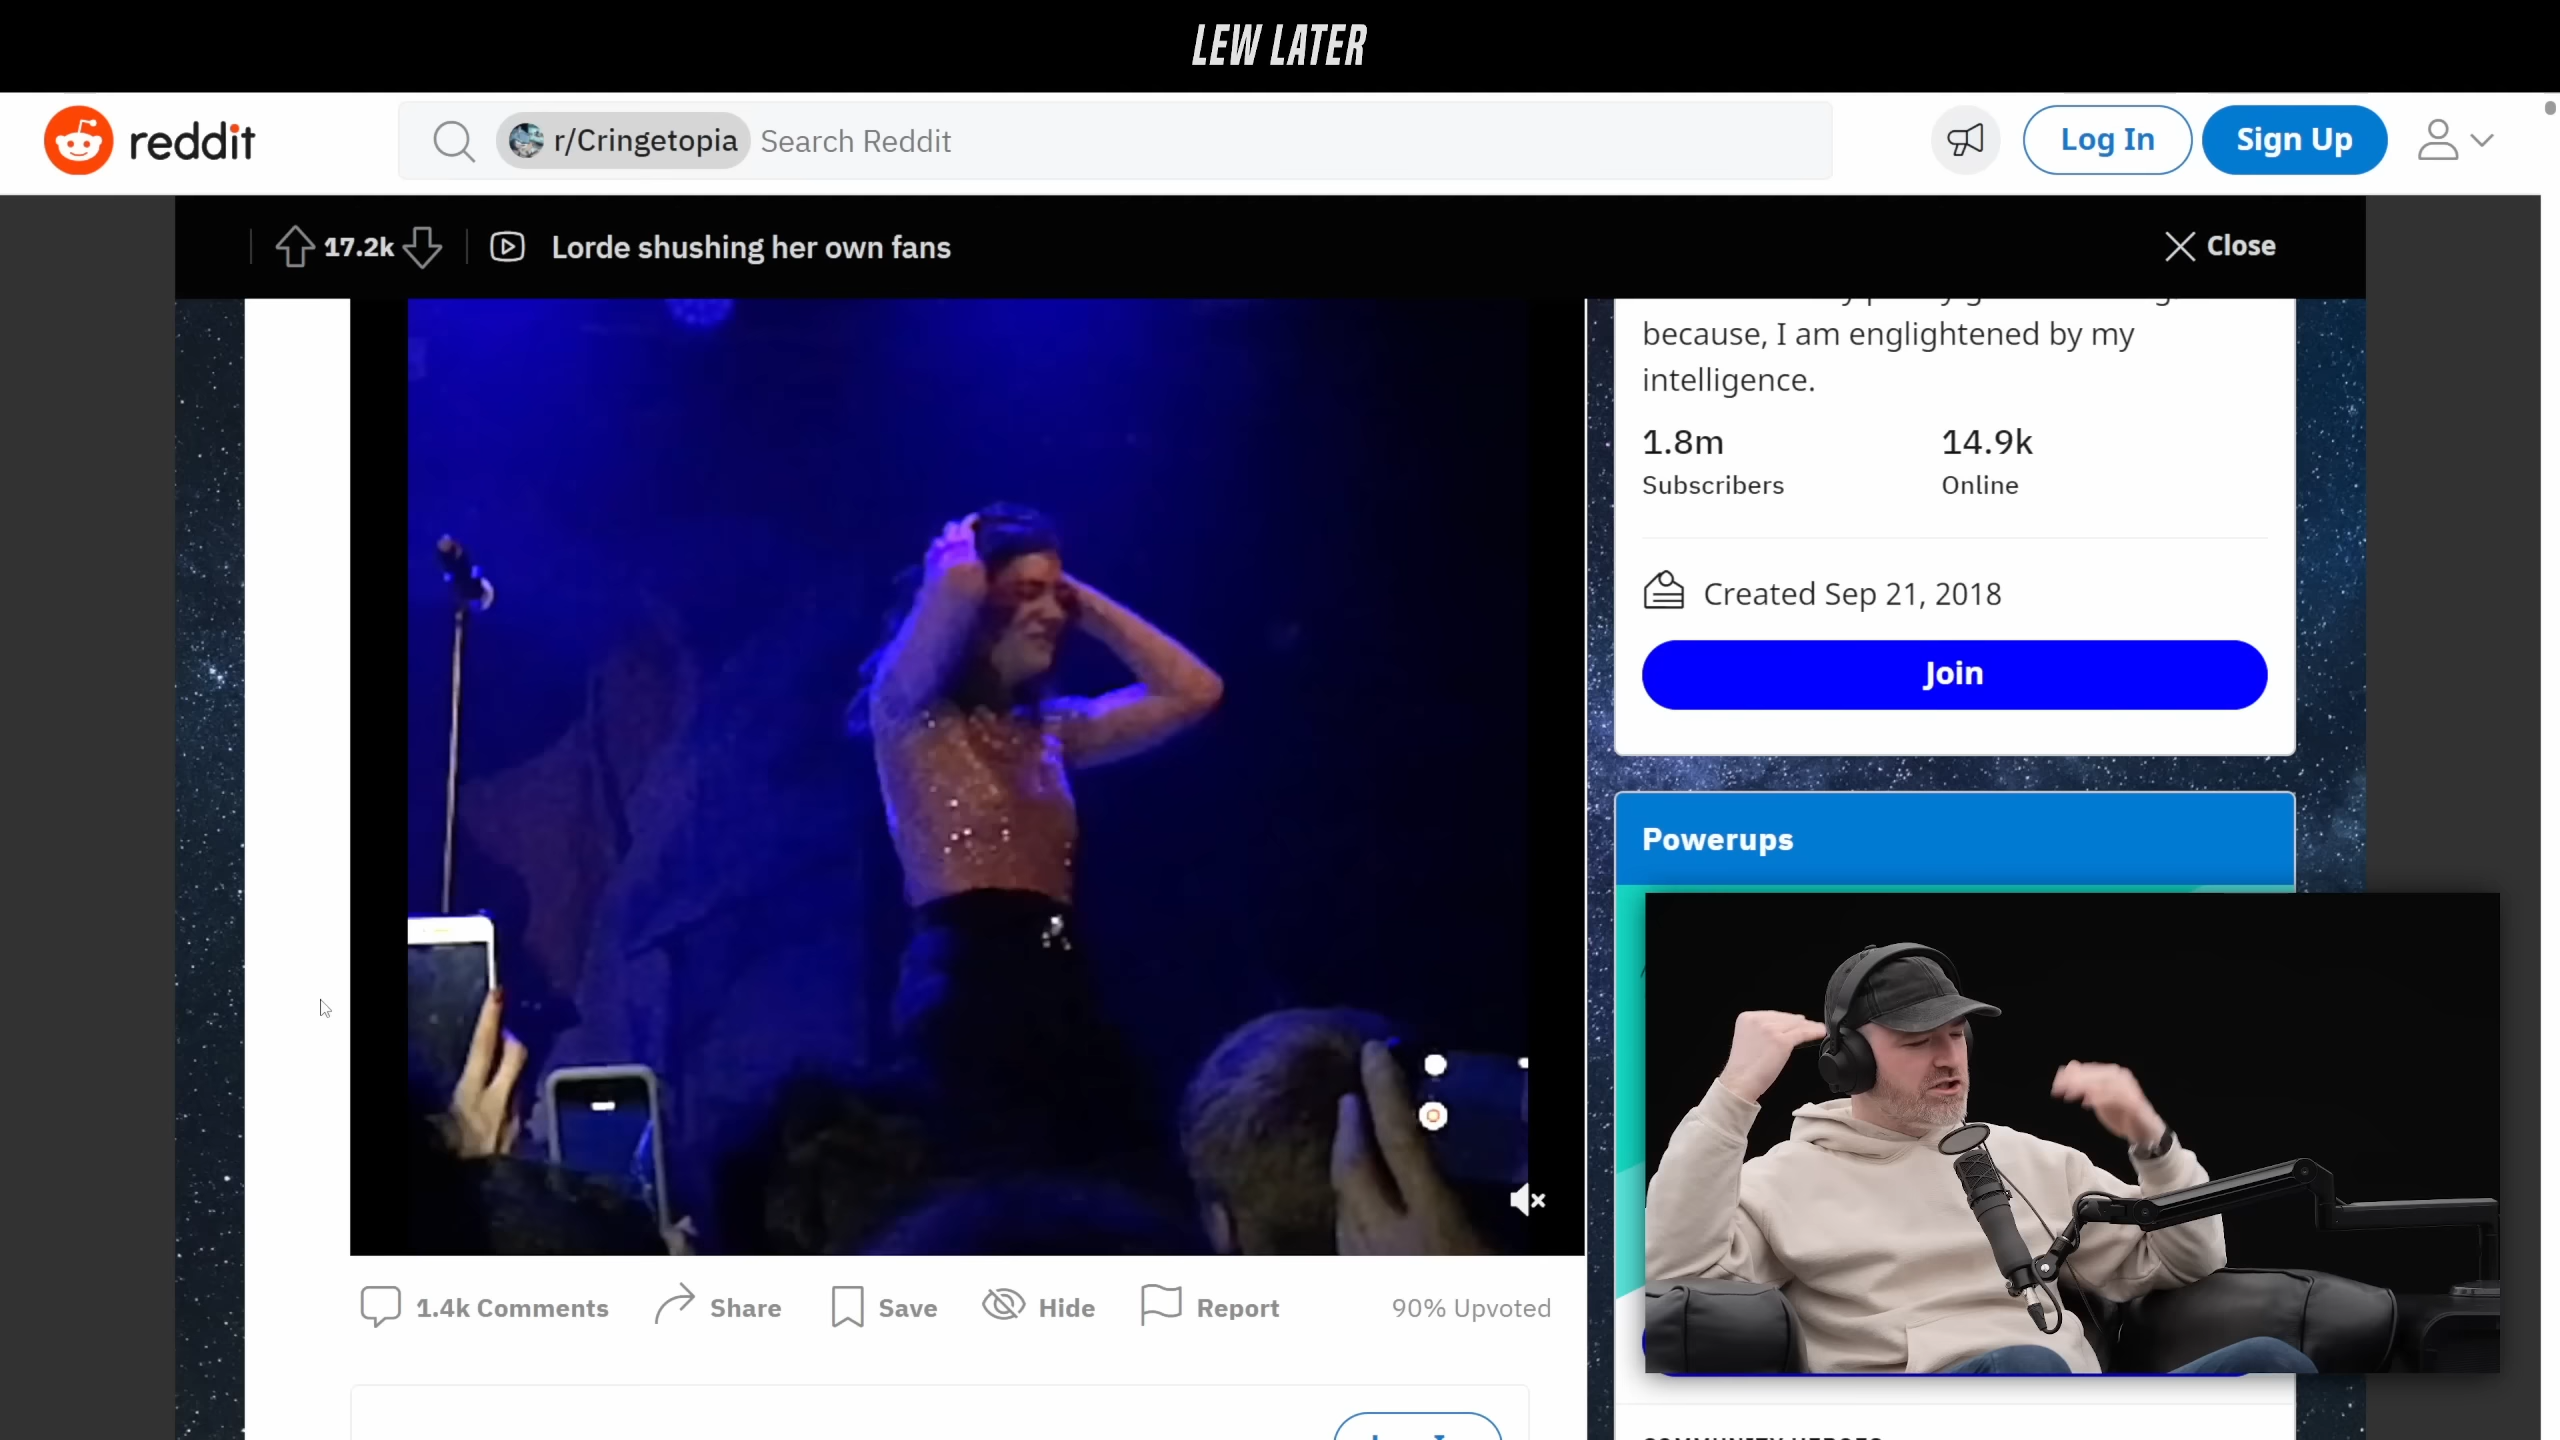 LEW LATER
reddit
r/Cringetopia Search Reddit
Log In
Sign Up
17.2k
Lorde shushing her own fans
Close
because, I am englightened by my
intelligence.
1.8m
Subscribers
14.9k
Online
Created Sep 21, 2018
Join
Powerups
1.4k Comments
Share
Save
Hide
Report
90% Upvoted